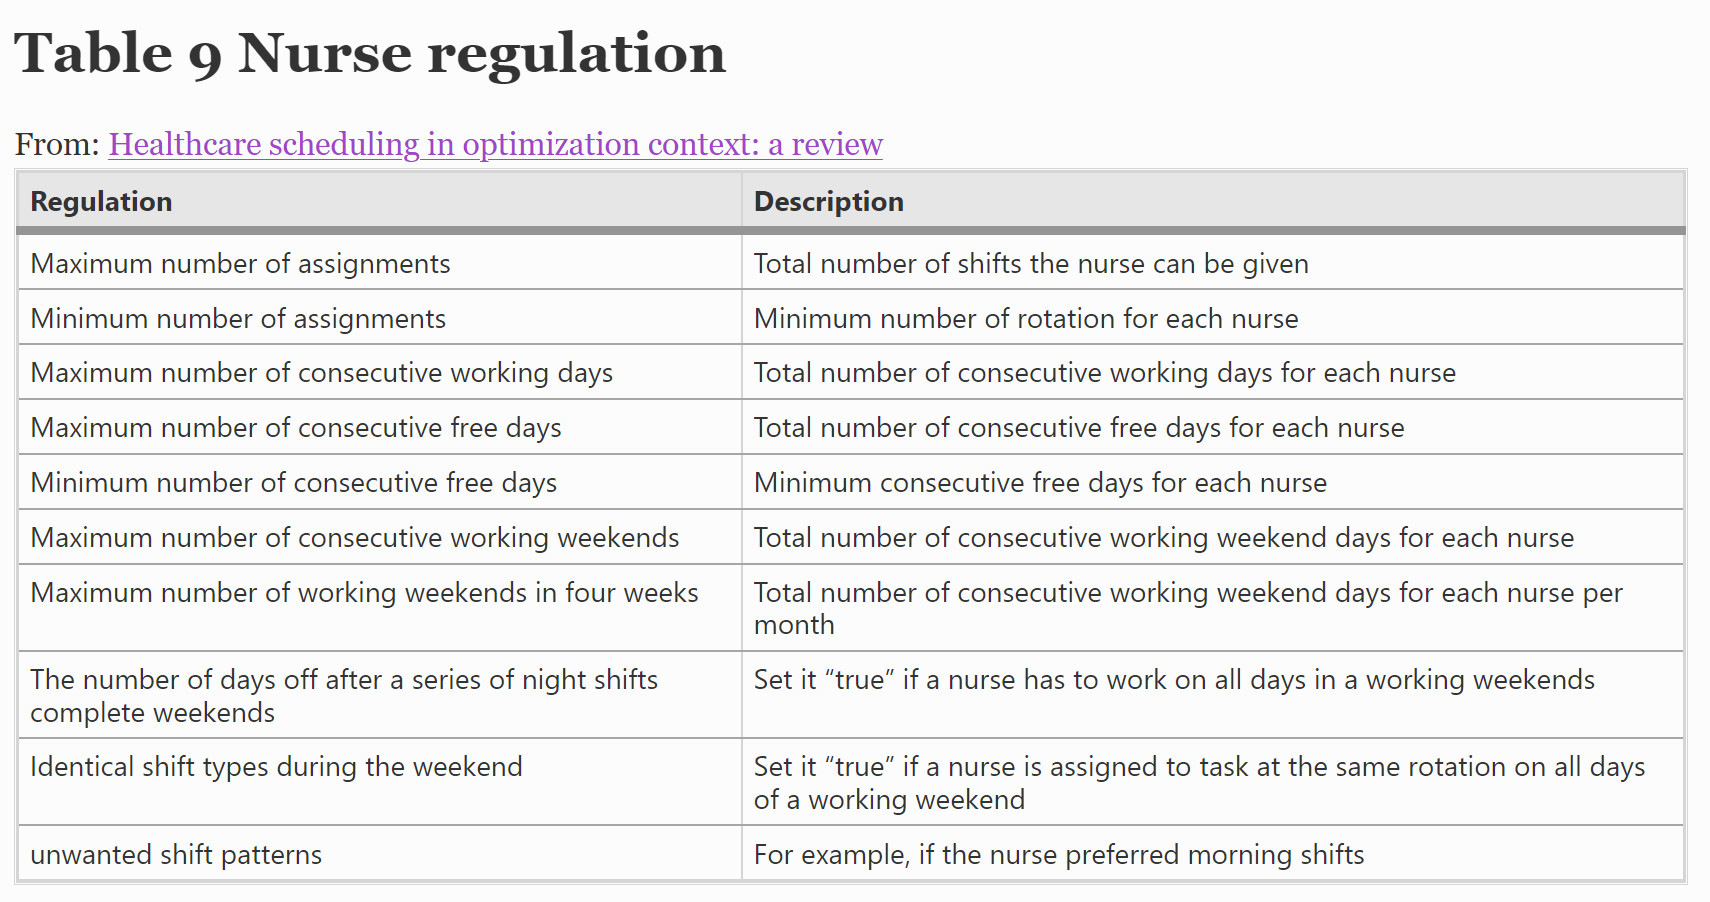 Table 9 Nurse regulation
From: Healthcare scheduling in optimization context: a review
Regulation Description
Maximum number of assignments Total number of shifts the nurse can be given
Minimum number of assignments Minimum number of rotation for each nurse
Maximum number of consecutive working days Total number of consecutive working days for each nurse
Maximum number of consecutive free days Total number of consecutive free days for each nurse
Minimum number of consecutive free days Minimum consecutive free days for each nurse
Maximum number of consecutive working weekends Total number of consecutive working weekend days for each nurse
Maximum number of working weekends in four weeks Total number of consecutive working weekend days for each nurse per
month
The number of days off after a series of night shifts Set it “true” if a nurse has to work on all days in a working weekends
complete weekends
Identical shift types during the weekend Set it “true” if a nurse is assigned to task at the same rotation on all days
of a working weekend
unwanted shift patterns For example, if the nurse preferred morning shifts